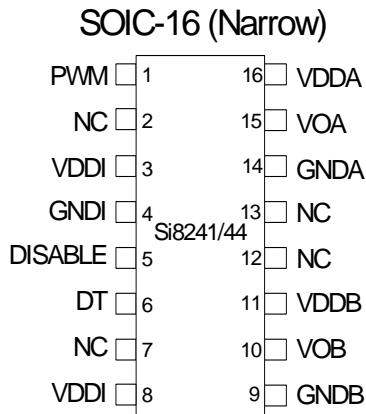 SOIC-16 (Narrow)
PWM 1 16 VDDA
NC 2 15 VOA
VDDI 3 14 GNDA
GNDI 4 13 NC
Si8241/44
DISABLE 5 12 NC
DT 6 11 VDDB
NC 7 10 VOB
VDDI 8 9 GNDB